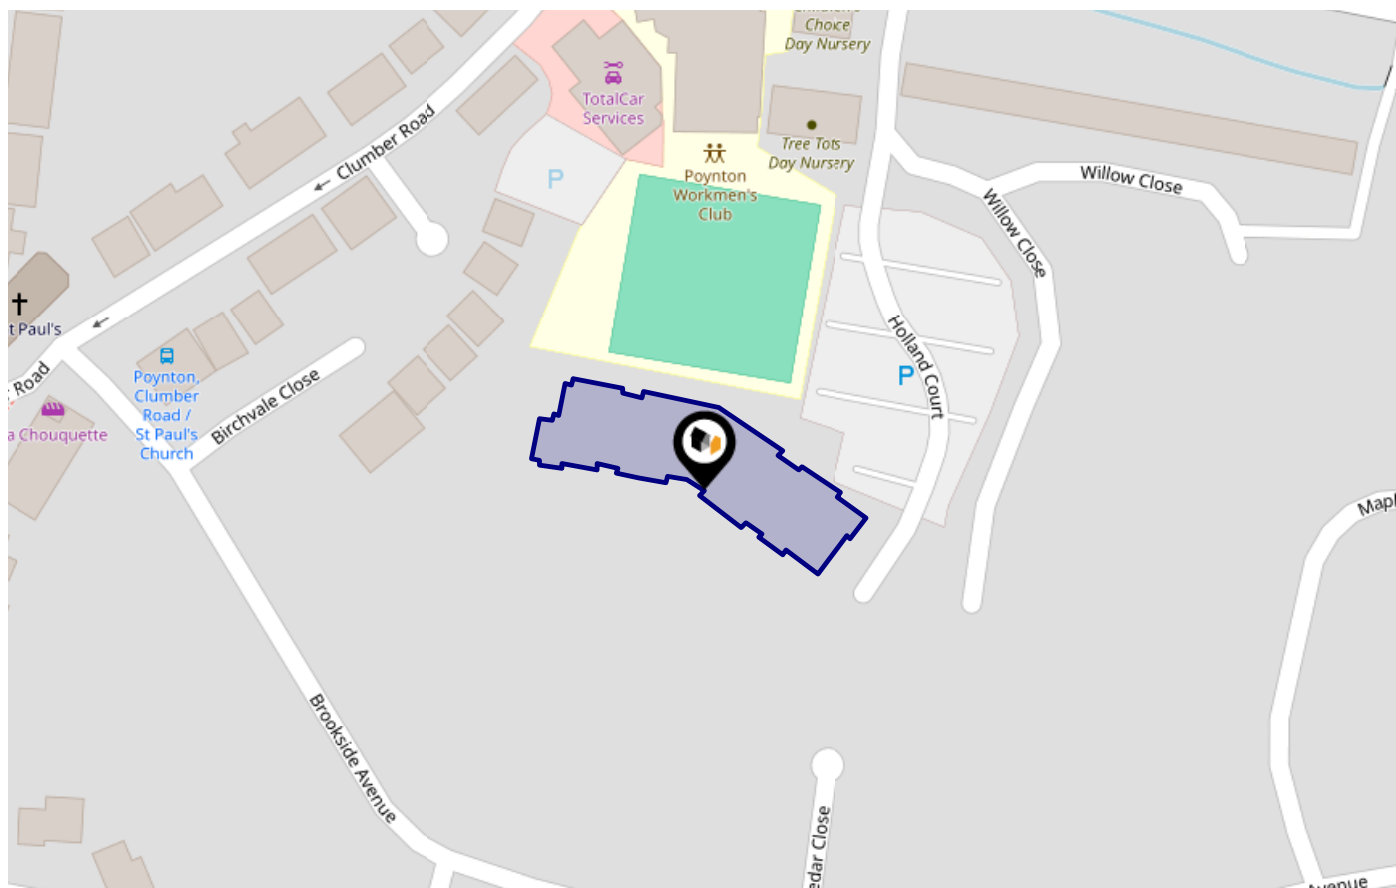 Choice
Day Nursery
TotalCar
Services
Clumber Road
Tree Tots
Day Nursery
P
Poynton
Workmen's
Club
Willow Close
Willow Close
t Paul's
Holland Court
Road
Poynton,
Clumber
Road /
St Paul's
Church
Birchvale Close
P
a Chouquette
Mapl
Brookside Avenue
edar Close
Avenue